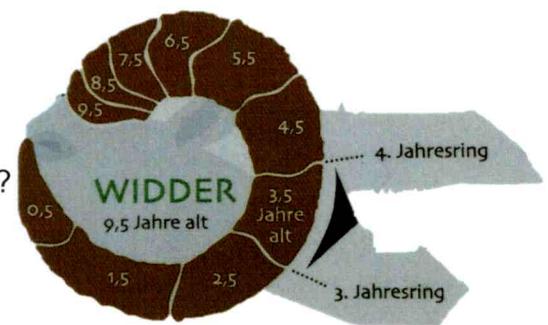 6,5
7,5
5,5
8,5
9,5
4,5
4. Jahresring
?
WIDDER
9,5 Jahre alt
3,5
Jahre
alt
0,5
1,5
2,5
3. Jahresring